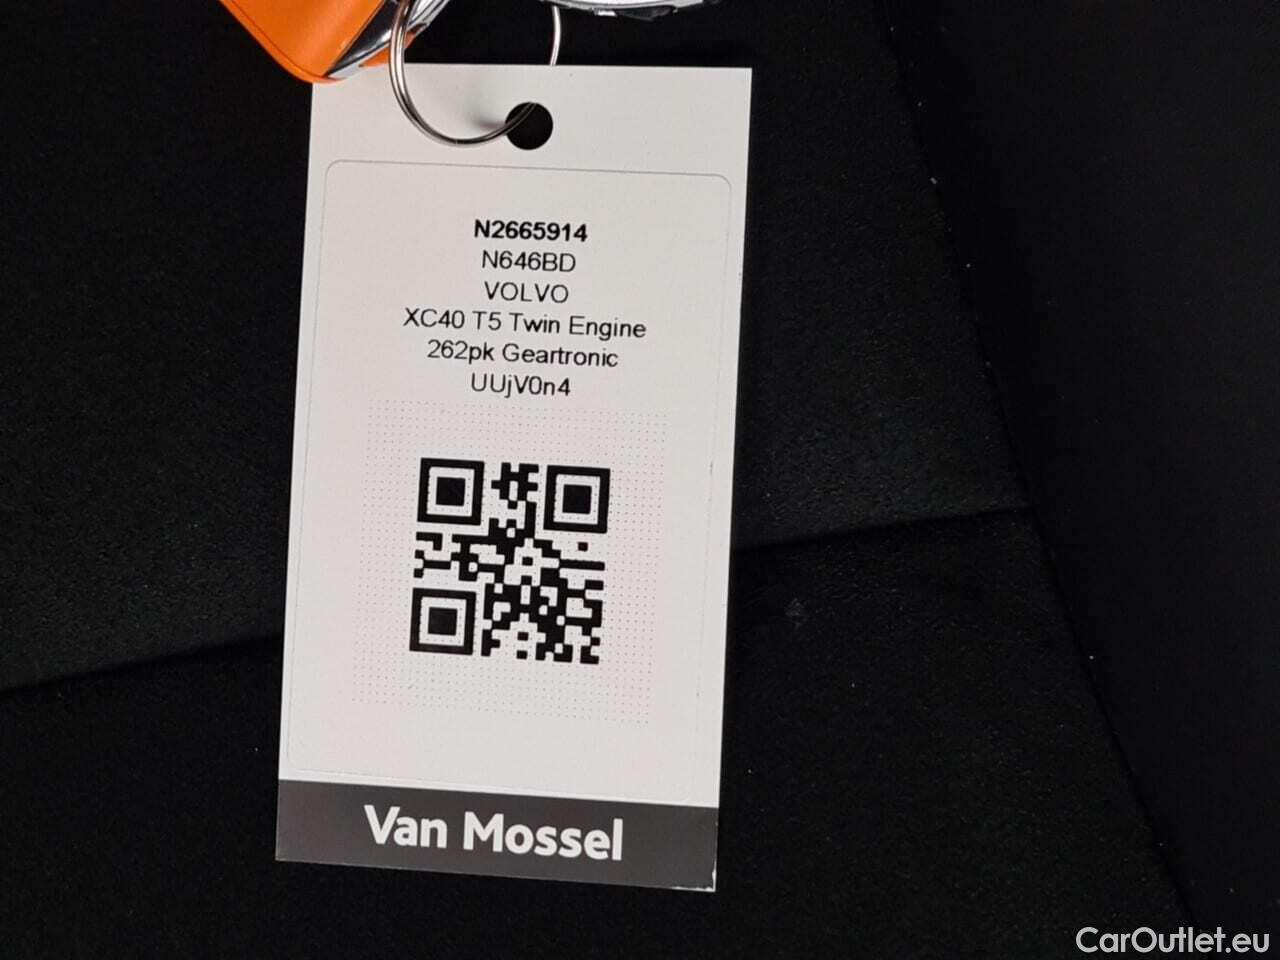 N2665914
N646BD
VOLVO
XC40 T5 Twin Engine
262pk Geartronic
UUjV0n4
Van Mossel
CarOutlet.eu